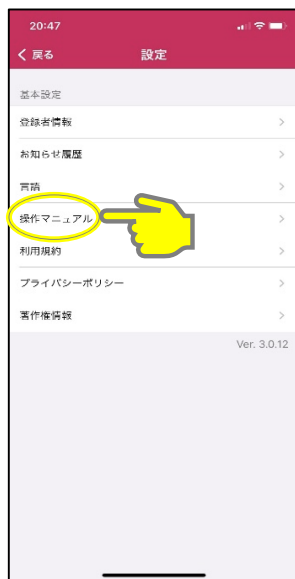 20:47
戻る
設定
基本設定
登録者情報
お知らせ履歴
言語
操作マニュアル
利用規約
プライバシーポリシー
著作権情報
Ver. 3.0.12